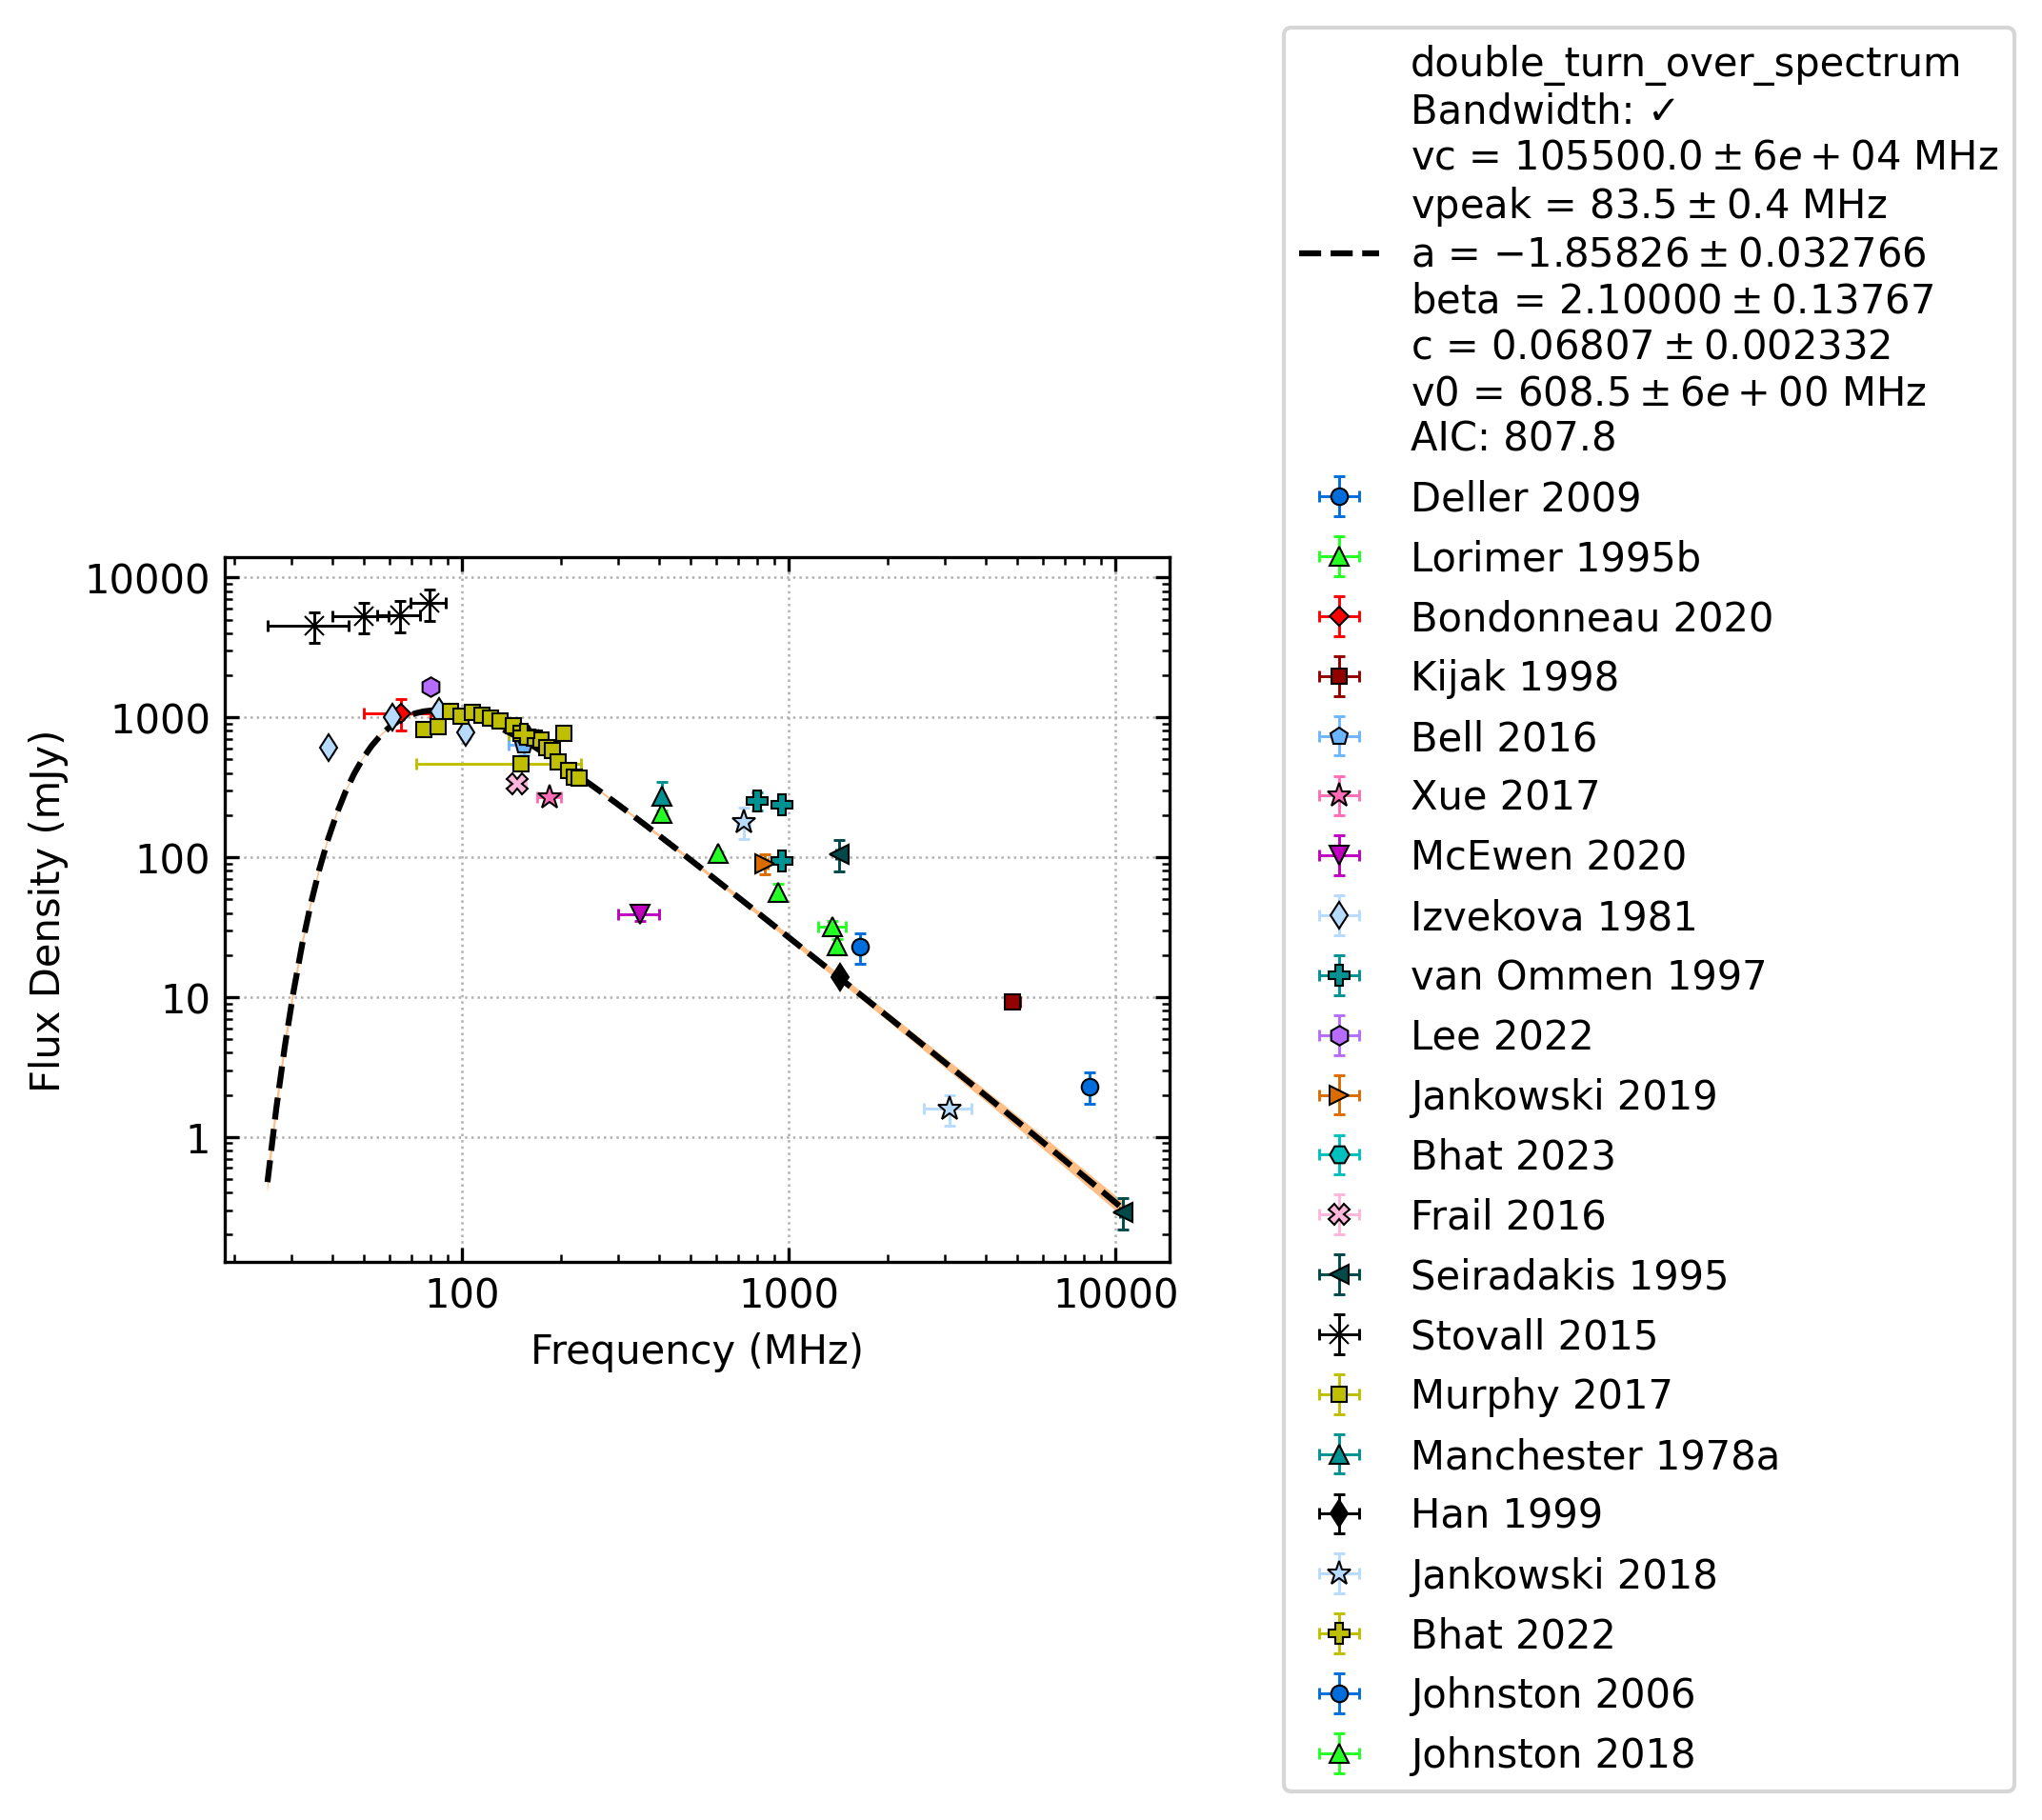 double_turn_over_spectrum
Bandwidth: ✓
vc = 105500.0 ± 6e + 04 MHz
vpeak = 83.5 ± 0.4 MHz
a = −1.85826 ± 0.032766
beta = 2.10000 ± 0.13767
c = 0.06807 ± 0.002332
v0 = 608.5 ± 6e + 00 MHz
AIC: 807.8
Deller 2009
Lorimer 1995b
Bondonneau 2020
Kijak 1998
Bell 2016
Xue 2017
McEwen 2020
Izvekova 1981
van Ommen 1997
Lee 2022
Jankowski 2019
Bhat 2023
Frail 2016
Seiradakis 1995
Stovall 2015
Murphy 2017
Manchester 1978a
Han 1999
Jankowski 2018
Bhat 2022
Johnston 2006
Johnston 2018
Flux Density (mJy)
10000
1000
100
10
1
100
1000
10000
Frequency (MHz)